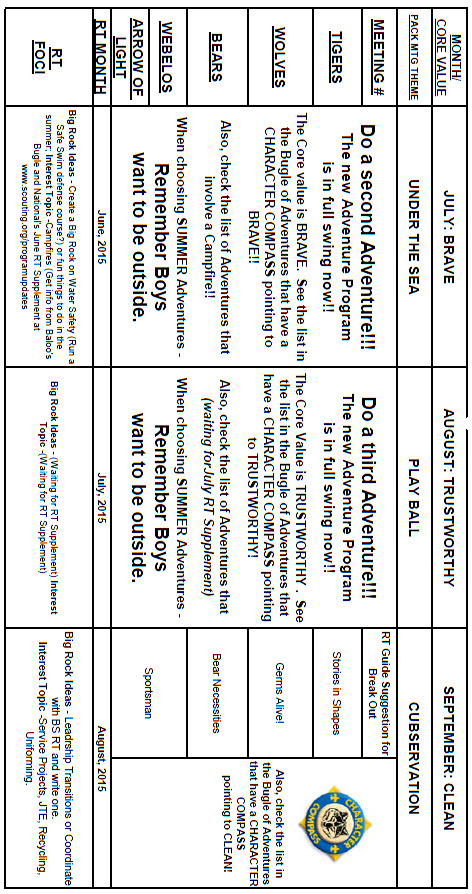 MONTH/
CORE VALUE
JULY: BRAVE
AUGUST: TRUSTWORTHY
SEPTEMBER: CLEAN
PACK MTG THEME
UNDER THE SEA
PLAY BALL
CUBSERVATION
MEETING #
TIGERS
WOLVES
BEARS
WEBELOS
ARROW OF
LIGHT
Do a second Adventure!!!
The new Adventure Program
is in full swing now!!
The Core value is BRAVE. See the list in
the Bugle of Adventures that have a
CHARACTER COMPASS pointing to
BRAVE!!
Also, check the list of Adventures that
involve a Campfire!!
When choosing SUMMER Adventures -
Remember Boys
want to be outside.
Do a third Adventure!!!
The new Adventure Program
is in full swing now!!
The Core Value is TRUSTWORTHY . See
the list in the Bugle of Adventures that
have a CHARACTER COMPASS pointing
to TRUSTWORTHY!
Also, check the list of Adventures that
(waiting for July RT Supplement)
When choosing SUMMER Adventures -
Remember Boys
want to be outside.
RT Guide Suggestion for
Break Out
Stories in Shapes
Germs Alive!
Bear Necessities
Sportsman
CHARACTER
COMPASS
Also, check the list in
the Bugle of Adventures
that have a CHARACTER
COMPASS
pointing to CLEAN!
RT MONTH
June, 2015
July, 2015
August, 2015
RT
FOCI
Big Rock Ideas - Create a Big Rock on Water Safety (Run a
Safe Swim defense course?) or fun things to do in the
summer; Interest Topic -Campfires (Get info from Baloo's
Bugle and National's June RT Supplement at
www.scouting.org/programupdates
Big Rock Ideas - (Waiting for RT Supplement) Interest
Topic -(Waiting for RT Supplement)
Big Rock Ideas - Leadrship Transitions or Coordinate
with BS RT and write one.
Interest Topic -Service Projects, JTE, Recycling,
Uniforming.